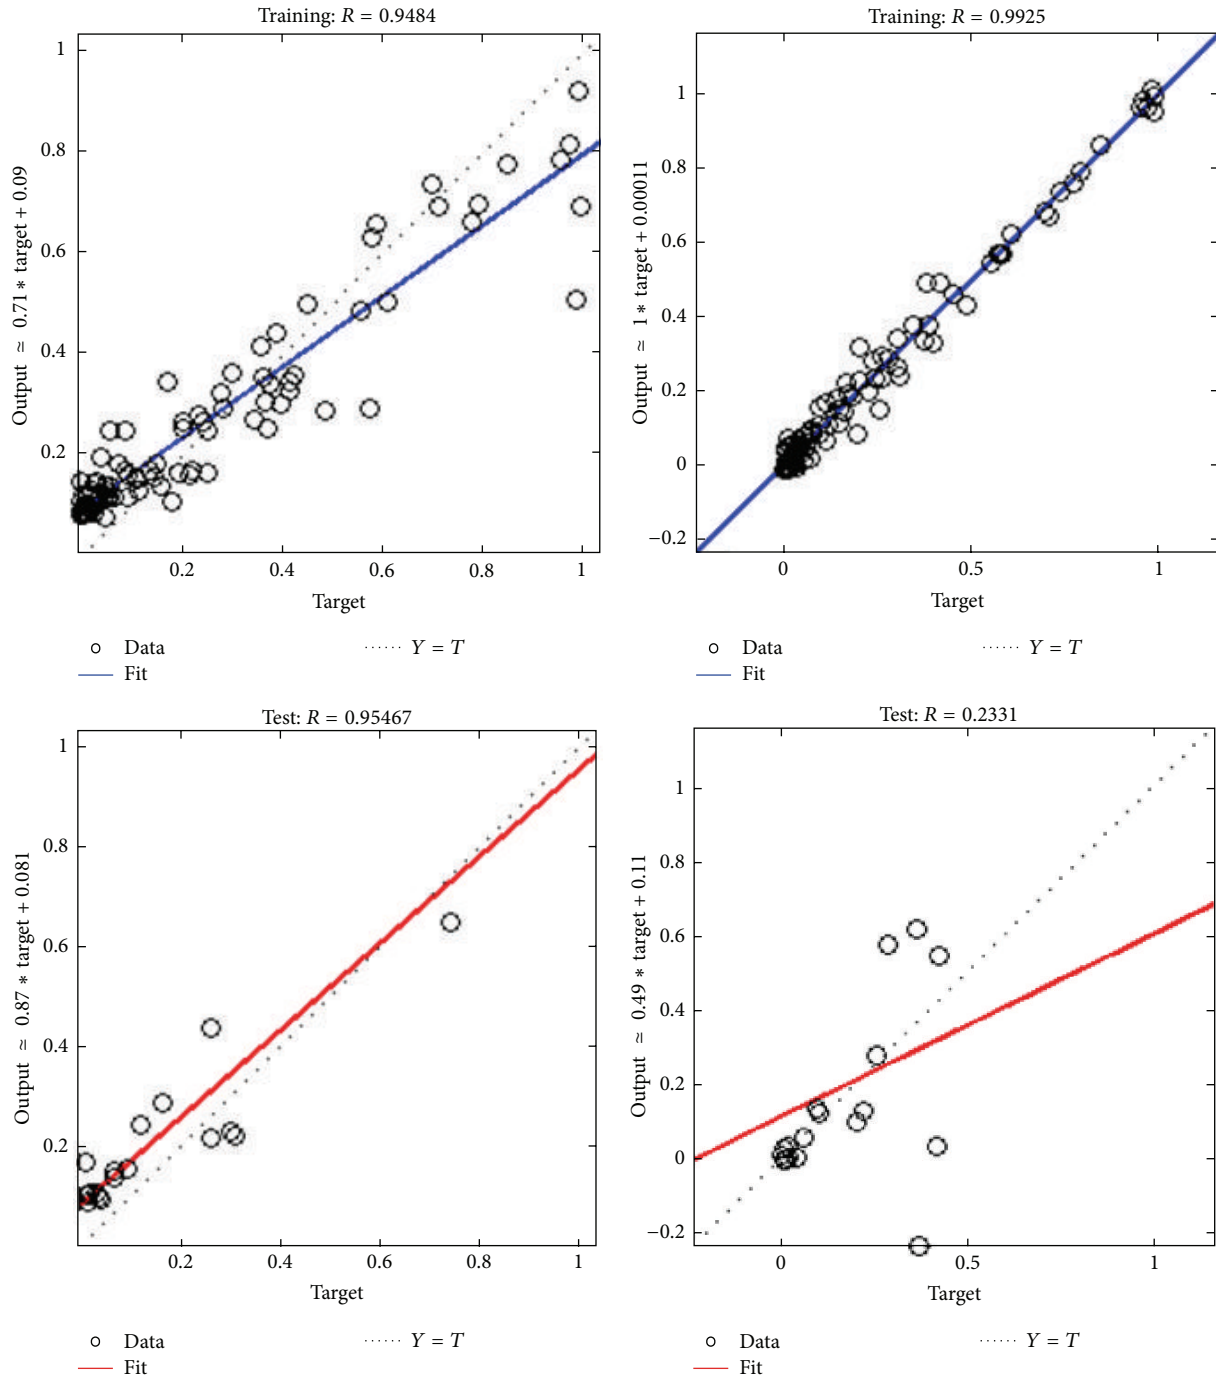 Training: R = 0.9484
Output ≃ 0.71 * target + 0.09
1
0.8
0.6
0.4
0.2
0.2 0.4 0.6 0.8 1
Target
Data
Y = T
Fit
Training: R = 0.9925
Output ≃ 1 * target + 0.00011
1
0.8
0.6
0.4
0.2
0
−0.2
0 0.5 1
Target
Data
Y = T
Fit
Test: R = 0.95467
Output ≃ 0.87 * target + 0.081
1
0.8
0.6
0.4
0.2
0.2 0.4 0.6 0.8 1
Target
Data
Y = T
Fit
Test: R = 0.2331
Output ≃ 0.49 * target + 0.11
1
0.8
0.6
0.4
0.2
0
−0.2
0 0.5 1
Target
Data
Y = T
Fit